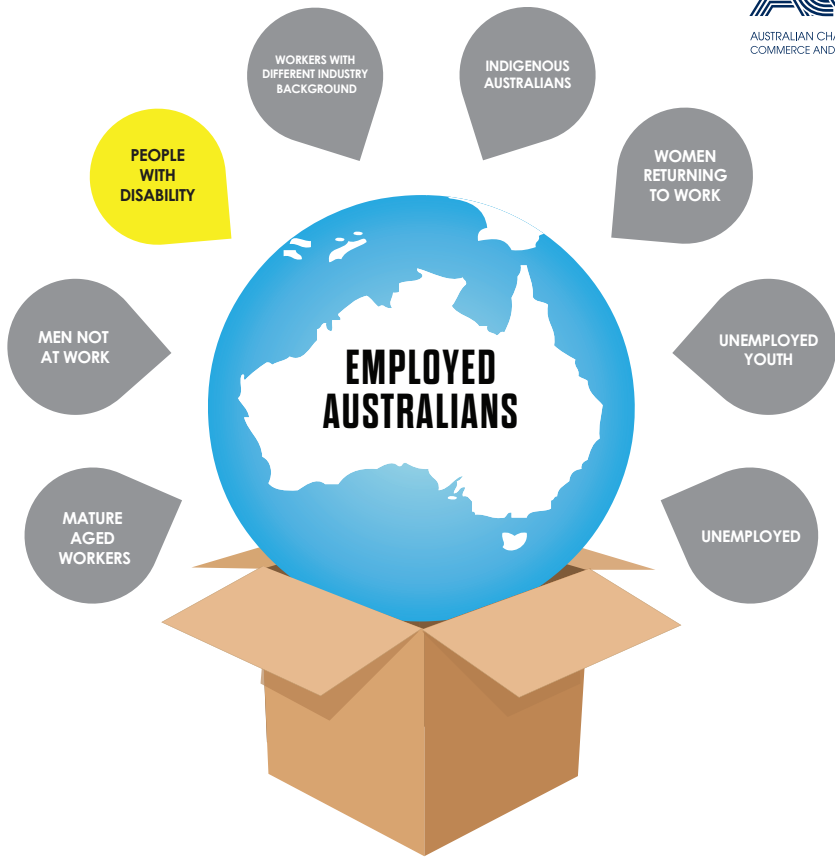 AUSTRALIAN
COMMERCE AND
WORKERS WITH
DIFFERENT INDUSTRY
BACKGROUND
INDIGENOUS
AUSTRALIANS
PEOPLE
WITH
DISABILITY
WOMEN
RETURNING
TO WORK
MEN NOT
AT WORK
EMPLOYED
AUSTRALIANS
UNEMPLOYED
YOUTH
MATURE
AGED
WORKERS
UNEMPLOYED